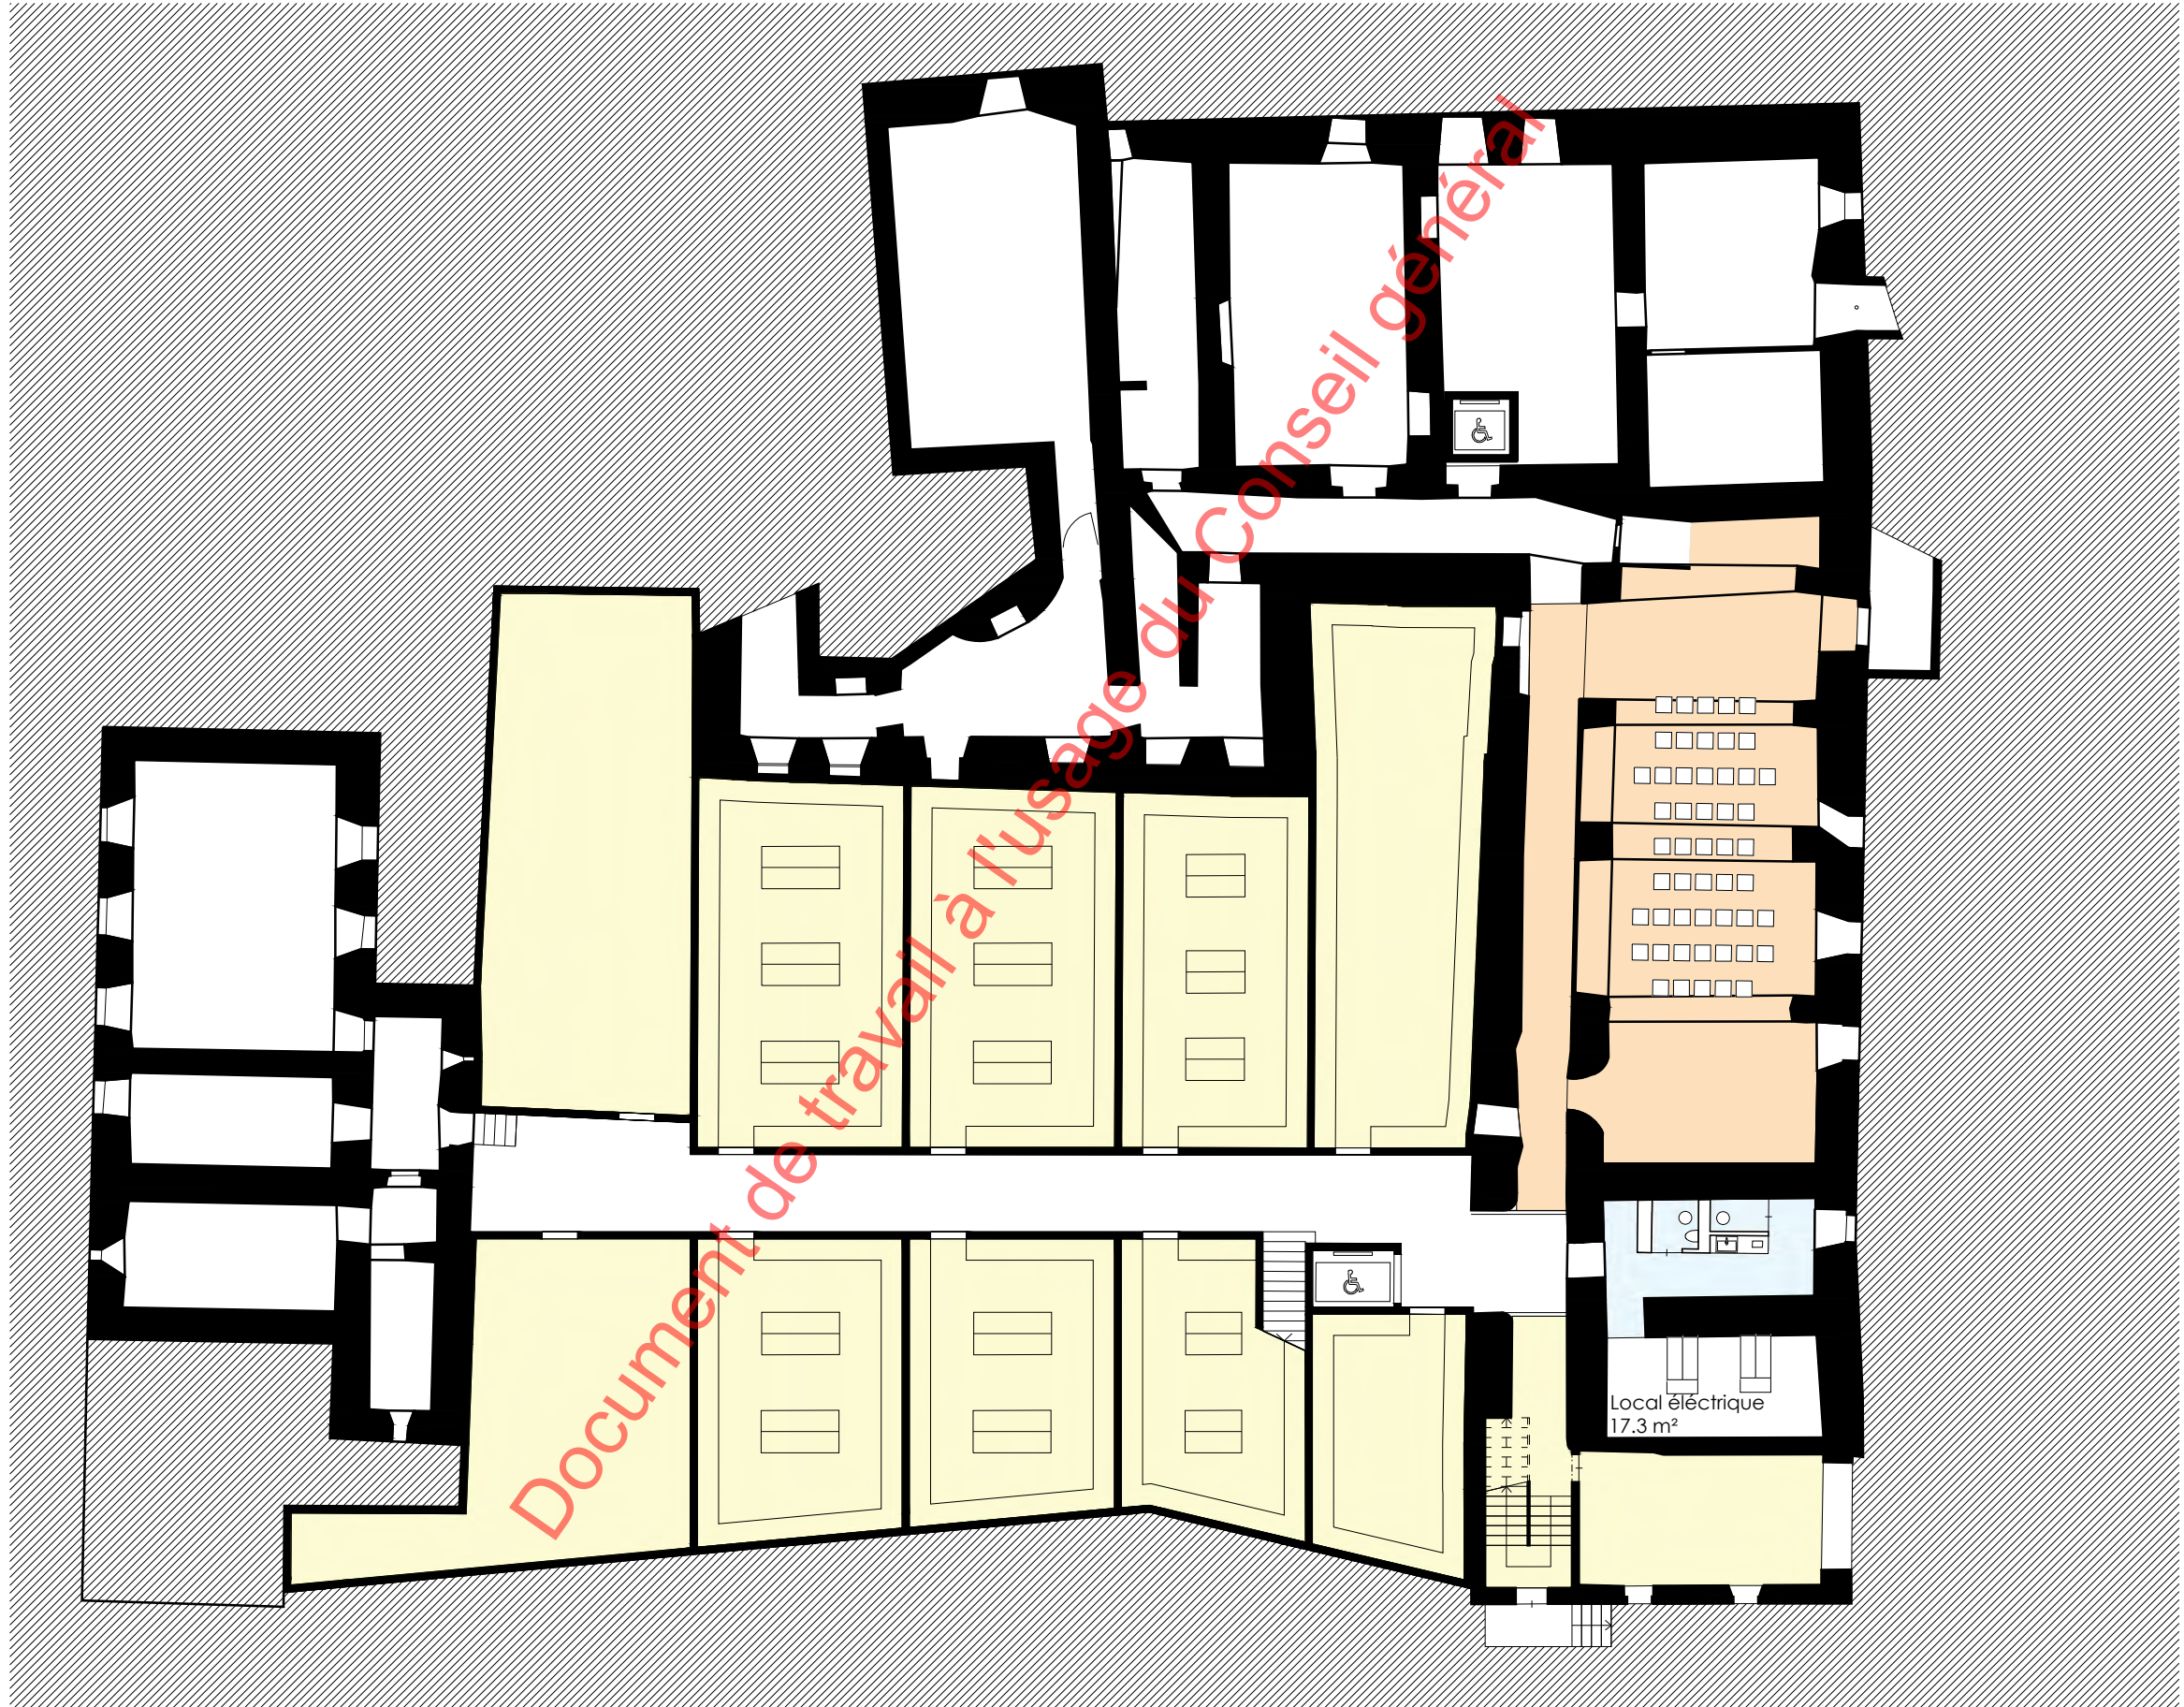 Document de travail à l'usage du Conseil général
Local éléctrique
17.3 m²